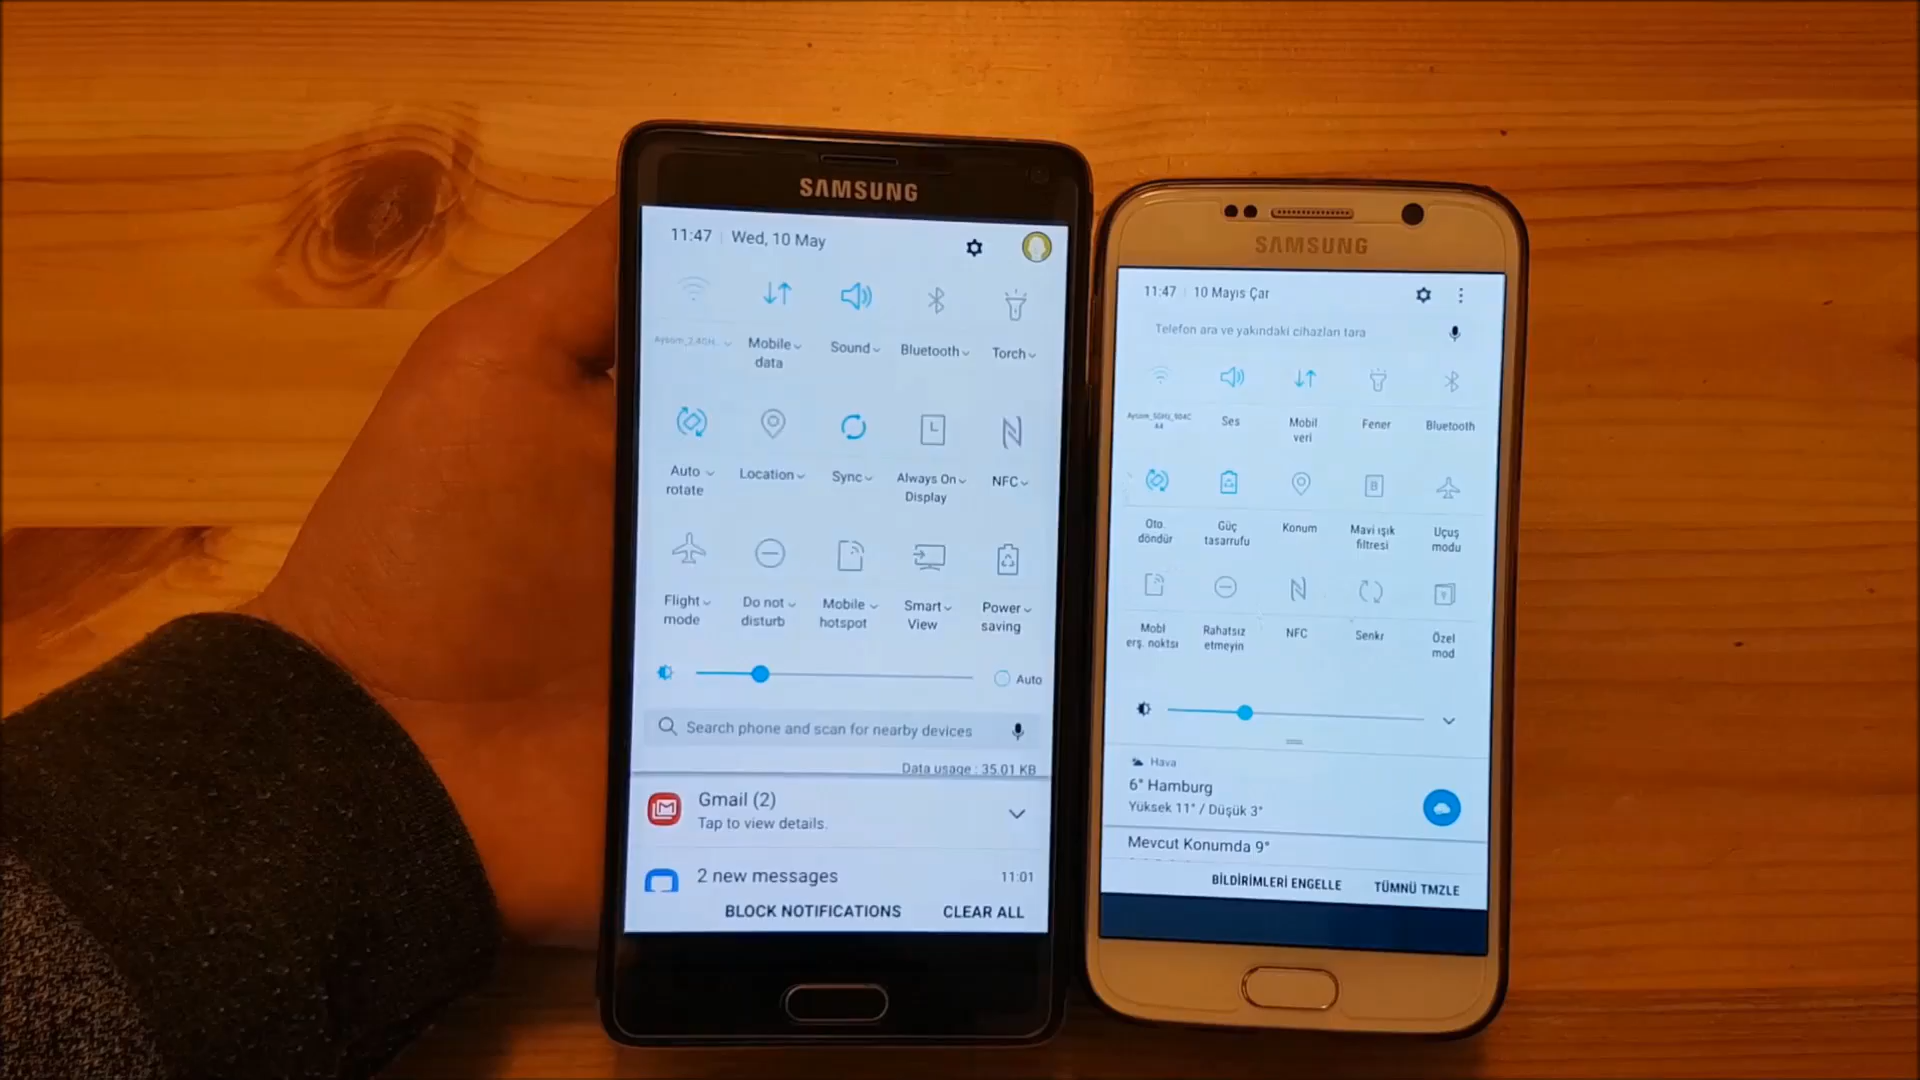 SAMSUNG
11:47 | Wed, 10 May
Aysom_2.4GH...
Mobile data
Sound
Bluetooth
Torch
Auto rotate
Location
Sync
Always On Display
NFC
Flight mode
Do not disturb
Mobile hotspot
Smart View
Power saving
Auto
Search phone and scan for nearby devices
Data usage : 35.01 KB
Gmail (2)
Tap to view details.
2 new messages
11:01
BLOCK NOTIFICATIONS
CLEAR ALL
SAMSUNG
11:47 | 10 Mayıs Çar
Telefon ara ve yakındaki cihazları tara
Ses
Mobil veri
Fener
Bluetooth
Oto. döndür
Güç tasarrufu
Konum
Mavi ışık filtresi
Uçuş modu
Mobl erş. noktsı
Rahatsız etmeyin
NFC
Senkr
Özel mod
Hava
6° Hamburg
Yüksek 11° / Düşük 3°
Mevcut Konumda 9°
BİLDİRİMLERİ ENGELLE
TÜMNÜ TMZLE